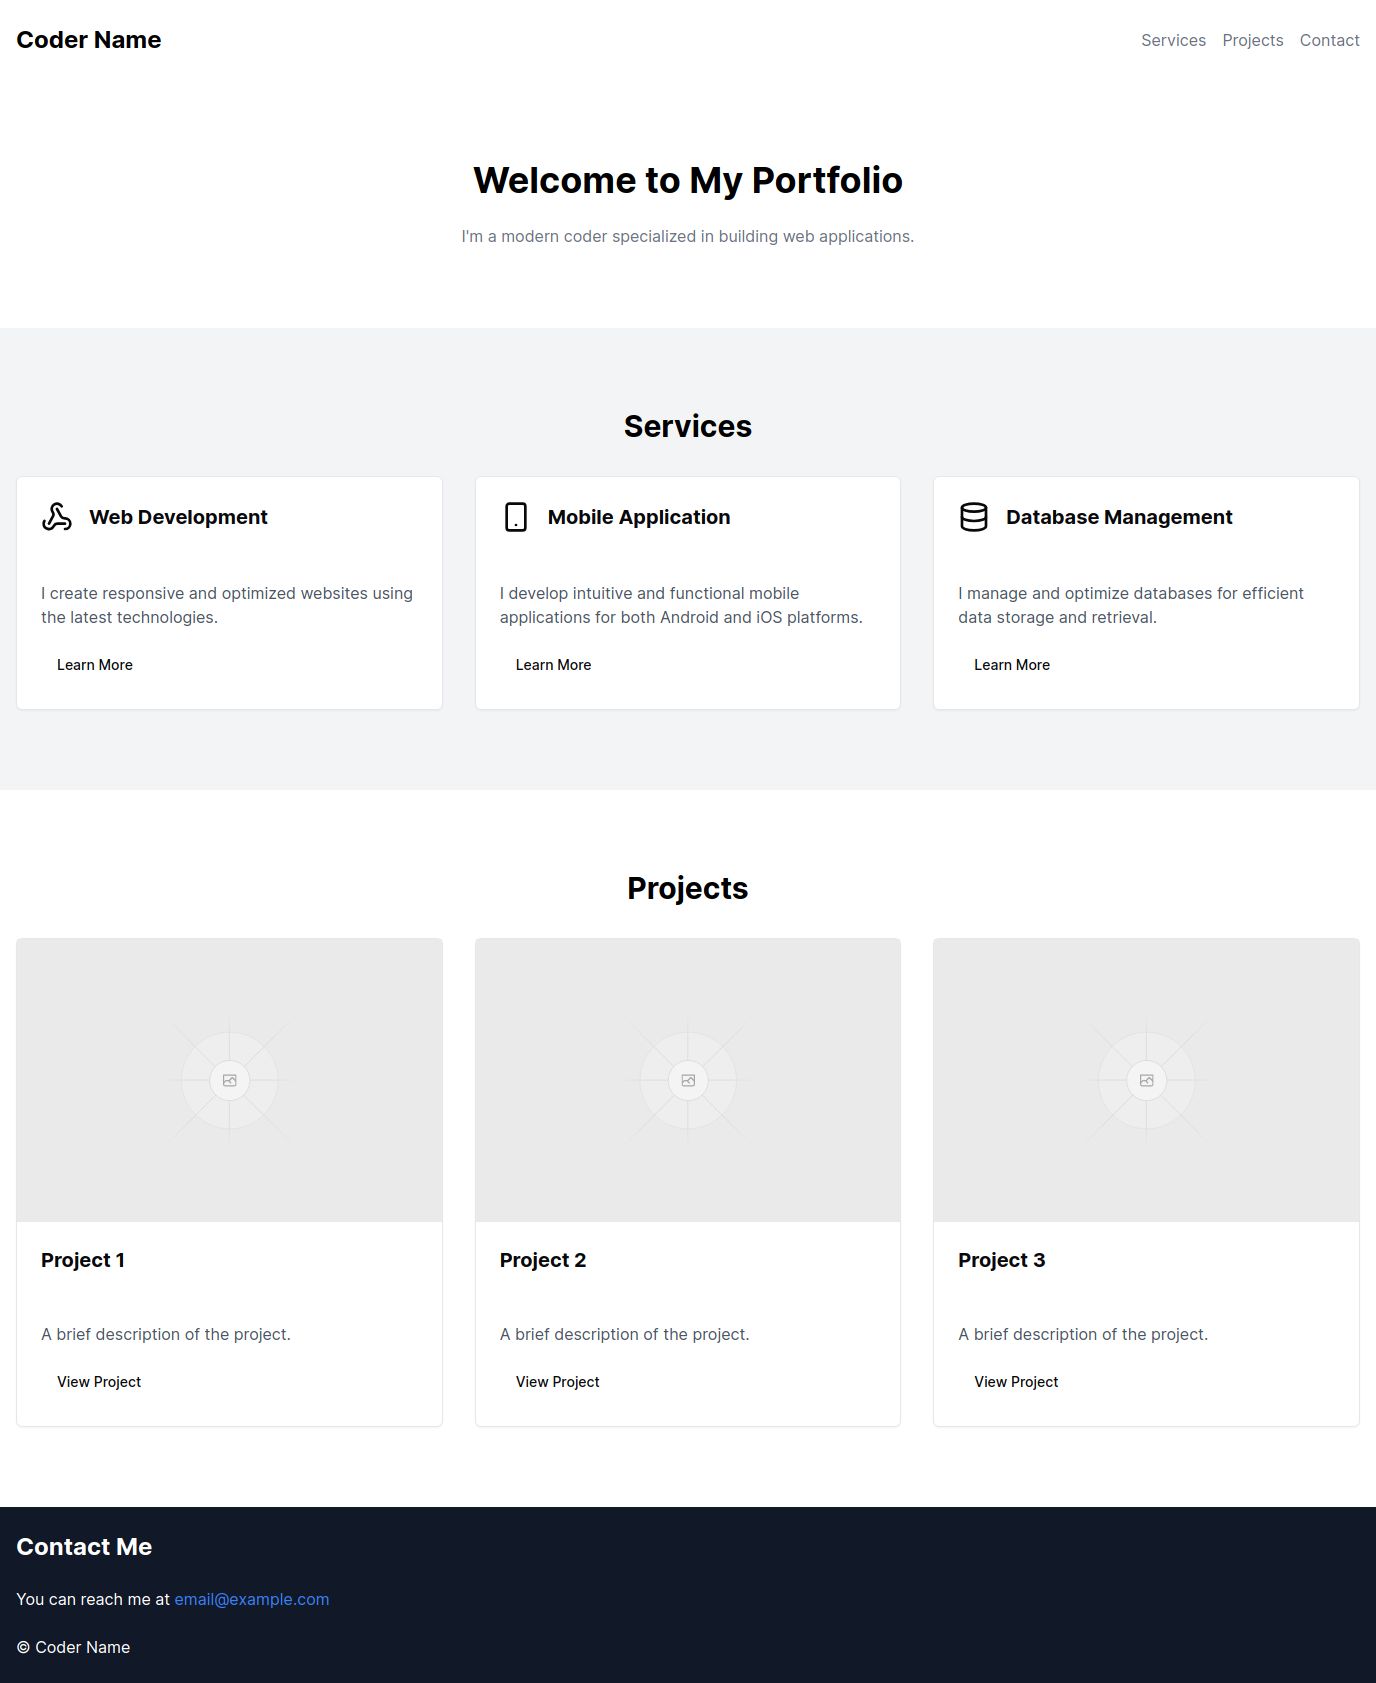 Coder Name
Services Projects Contact
Welcome to My Portfolio
I'm a modern coder specialized in building web applications.
Services
Web Development
I create responsive and optimized websites using
the latest technologies.
Learn More
Mobile Application
I develop intuitive and functional mobile
applications for both Android and iOS platforms.
Learn More
Database Management
I manage and optimize databases for efficient
data storage and retrieval.
Learn More
Projects
Project 1
A brief description of the project.
View Project
Project 2
A brief description of the project.
View Project
Project 3
A brief description of the project.
View Project
Contact Me
You can reach me at email@example.com
© Coder Name